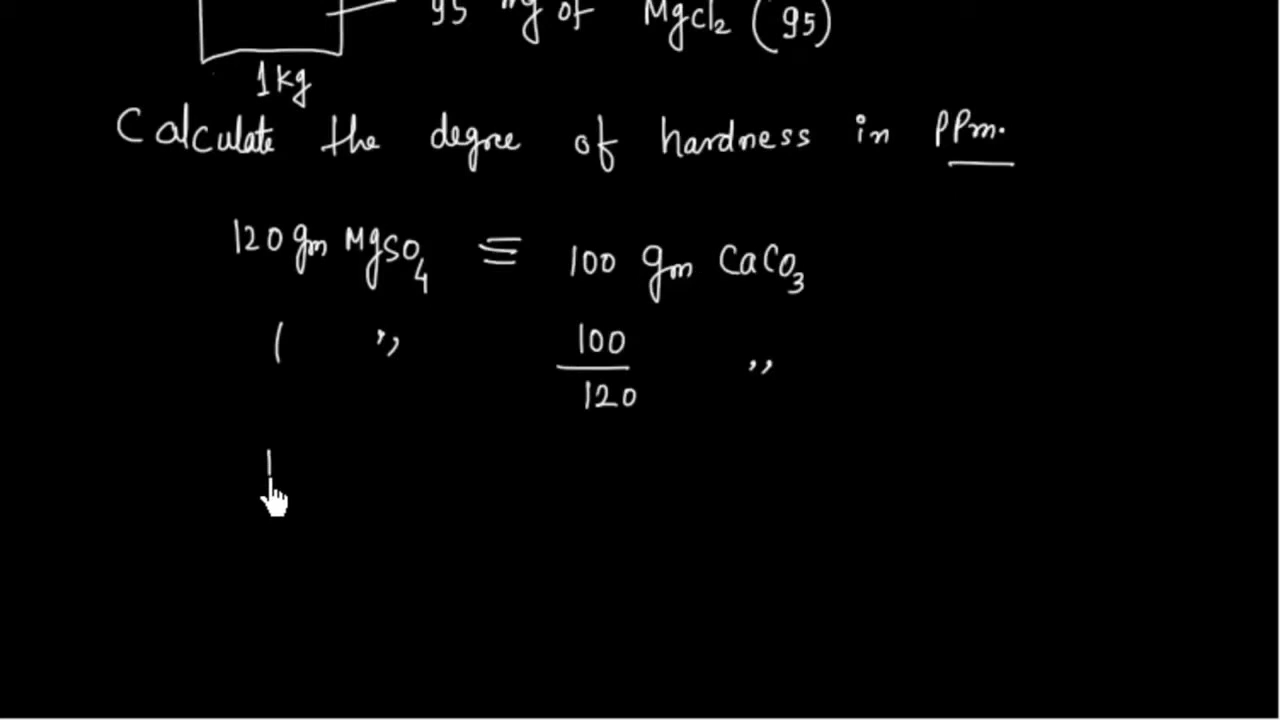 95 mg of MgCl₂ (95)
1kg
Calculate the degree of hardness in PPm.
120 gm MgSO₄ ≡ 100 gm CaCO₃
1 ,, 100/120 ,,
1